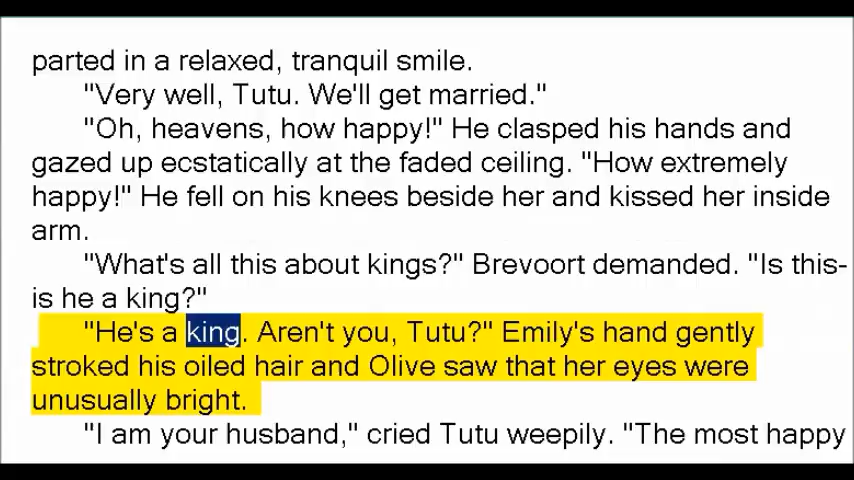 parted in a relaxed, tranquil smile.
"Very well, Tutu. We'll get married."
"Oh, heavens, how happy!" He clasped his hands and
gazed up ecstatically at the faded ceiling. "How extremely
happy!" He fell on his knees beside her and kissed her inside
arm.
"What's all this about kings?" Brevoort demanded. "Is this-
is he a king?"
"He's a king. Aren't you, Tutu?" Emily's hand gently
stroked his oiled hair and Olive saw that her eyes were
unusually bright.
"I am your husband," cried Tutu weepily. "The most happy